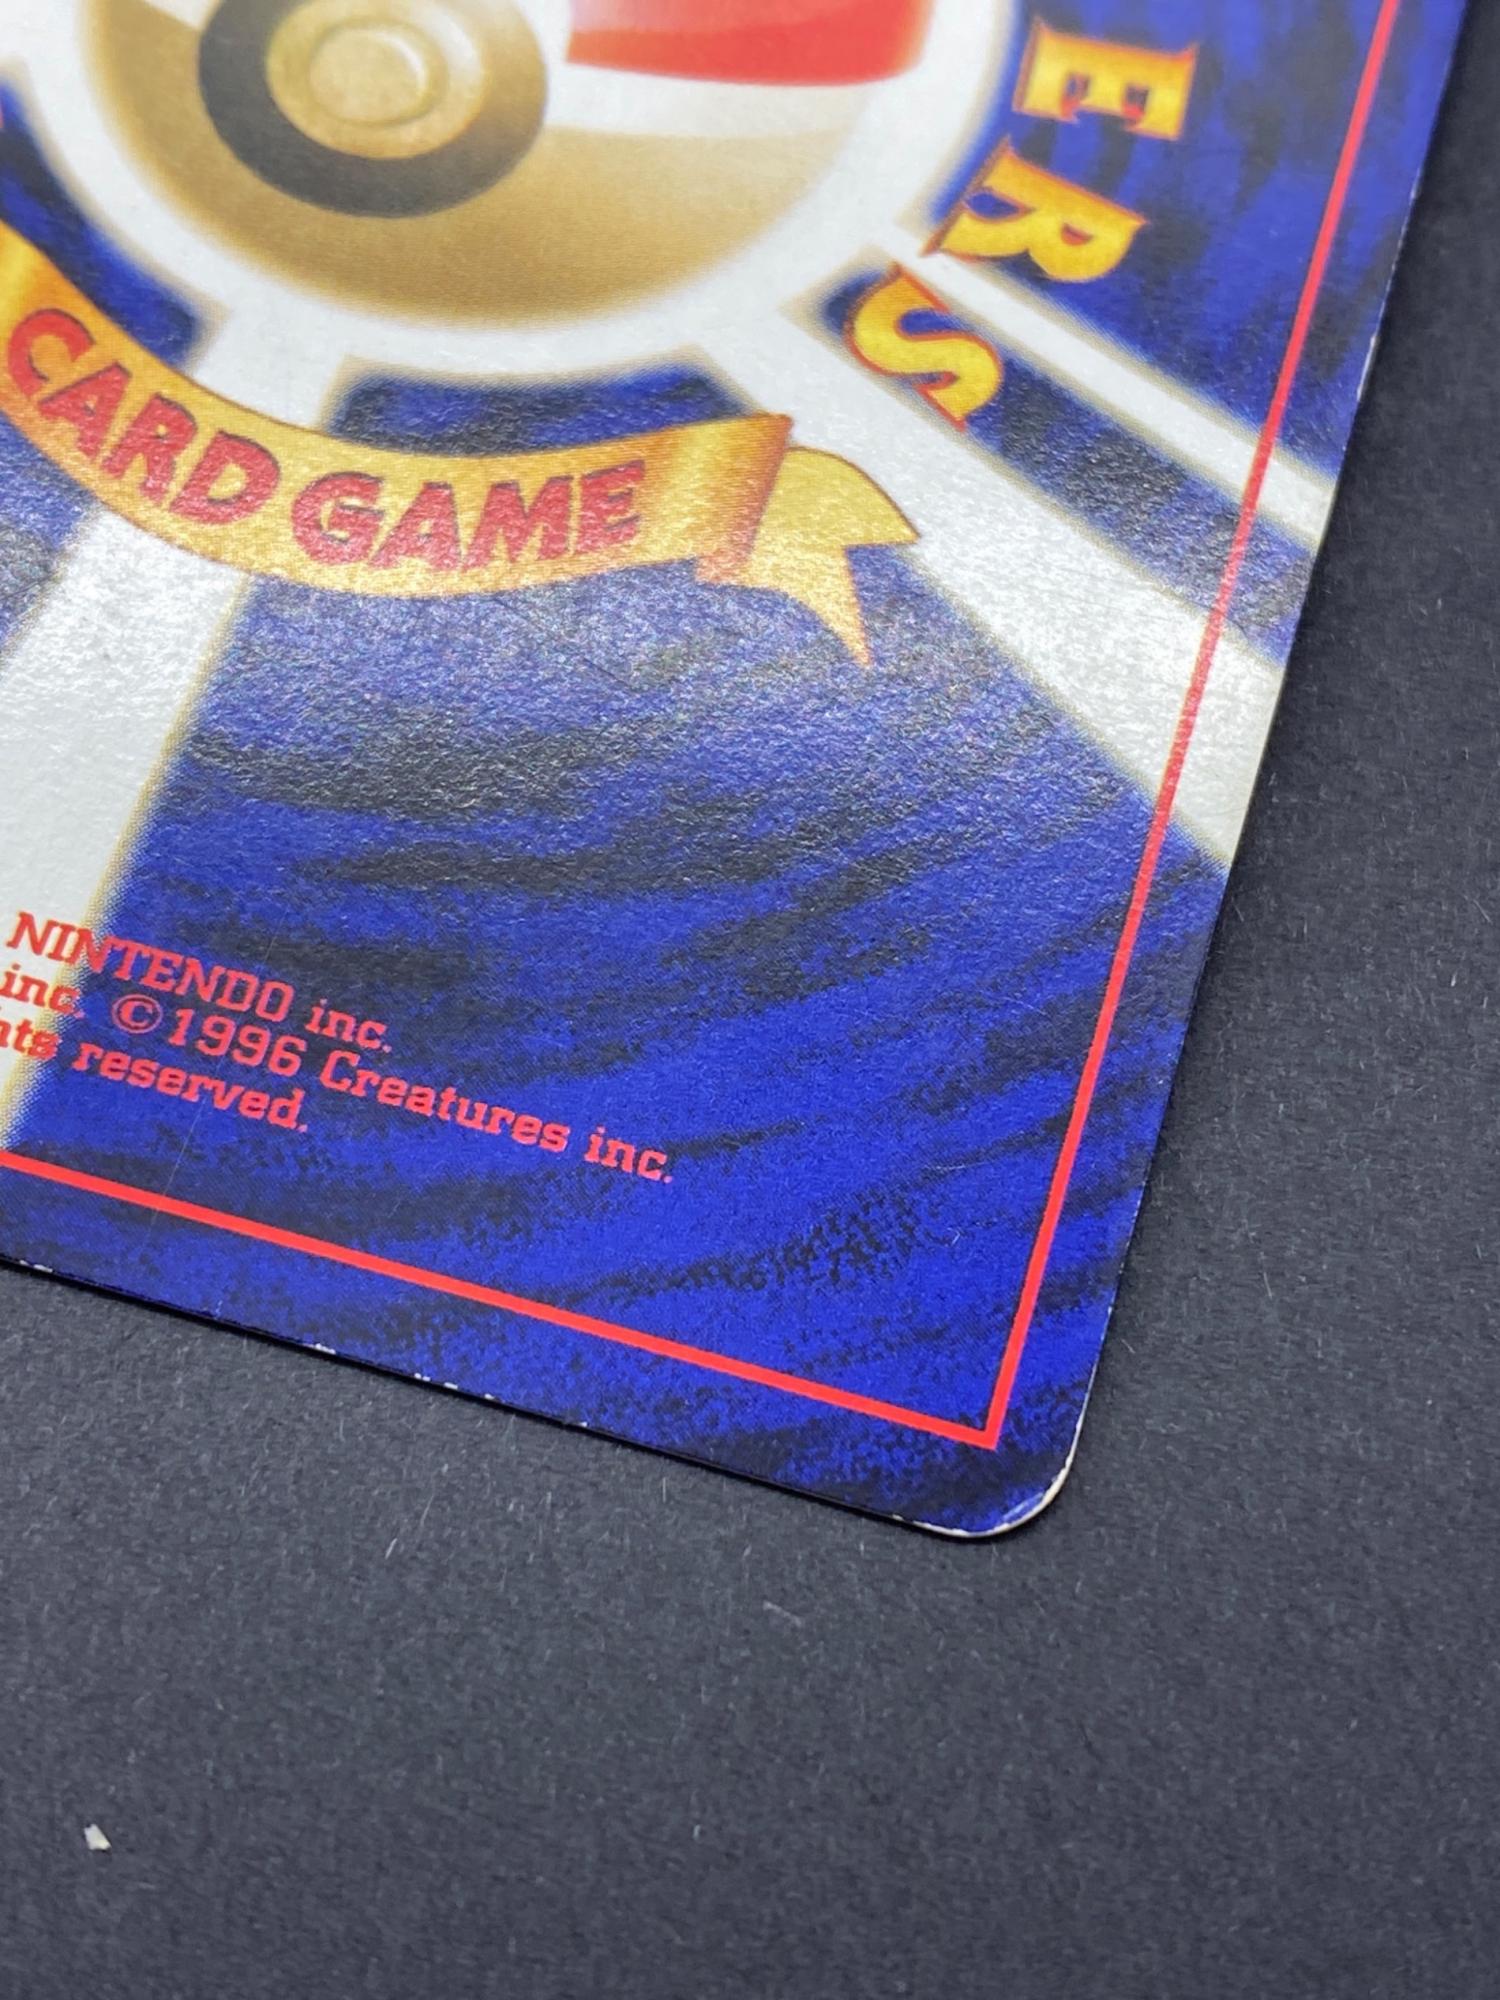 ERS
CARD GAME
NINTENDO inc.
inc. ©1996 Creatures inc.
reserved.